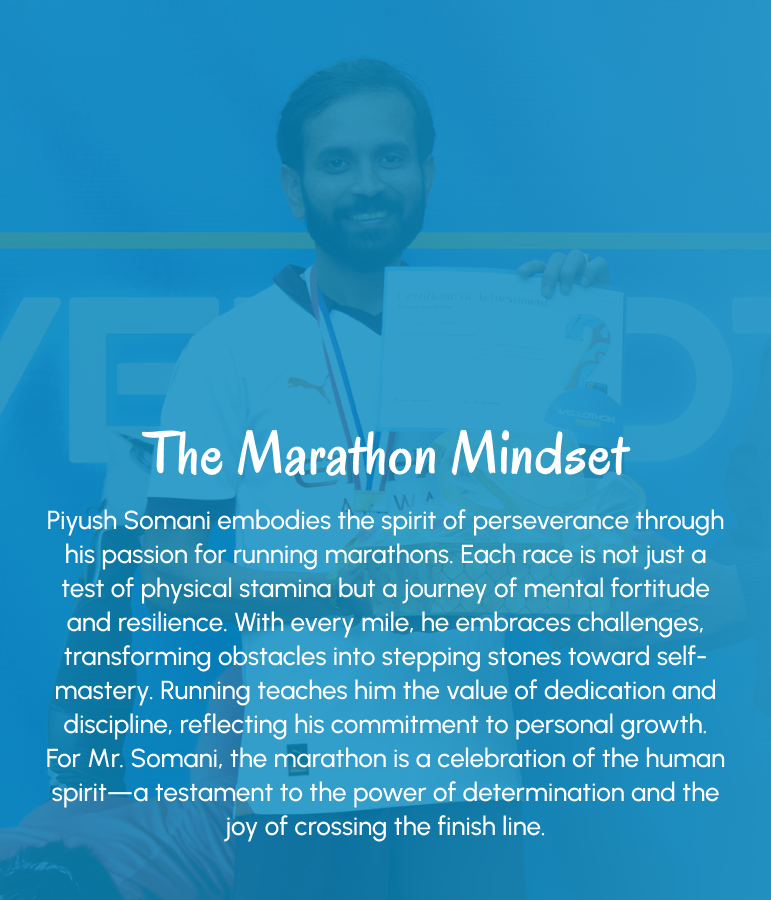 The Marathon Mindset
Piyush Somani embodies the spirit of perseverance through
his passion for running marathons. Each race is not just a
test of physical stamina but a journey of mental fortitude
and resilience. With every mile, he embraces challenges,
transforming obstacles into stepping stones toward self-
mastery. Running teaches him the value of dedication and
discipline, reflecting his commitment to personal growth.
For Mr. Somani, the marathon is a celebration of the human
spirit—a testament to the power of determination and the
joy of crossing the finish line.